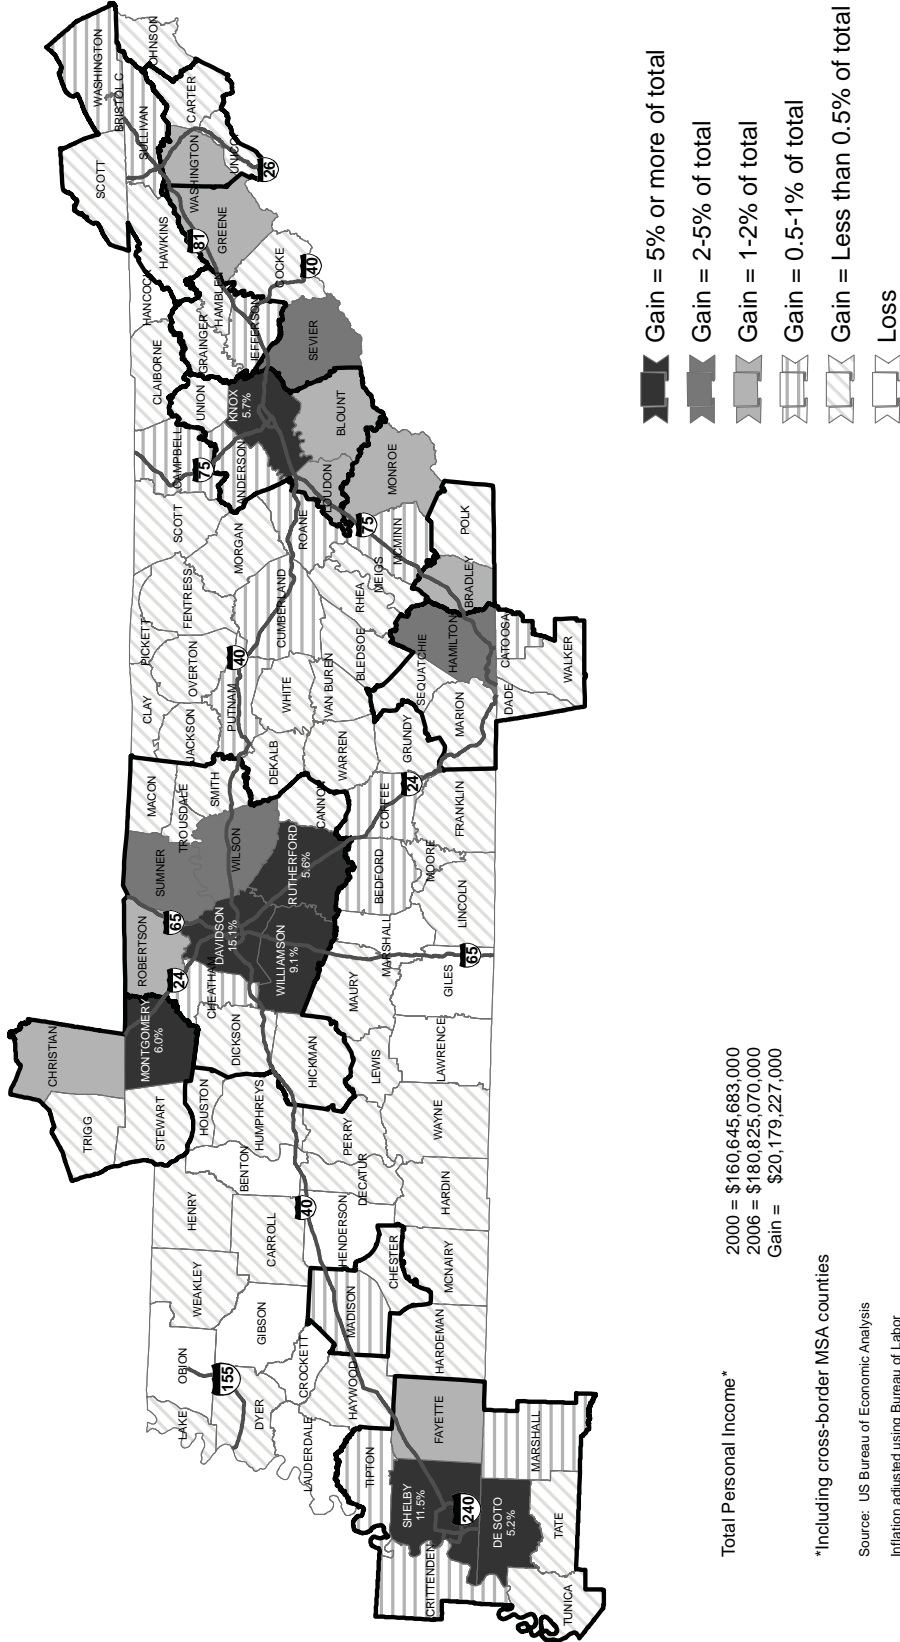 WASHINGTON
BRISTOL C
JOHNSON
SULLIVAN
CARTER
SCOTT
WASHINGTON
UNICOI
26
HAWKINS
81
GREENE
HANCOCK
HAMBLEN
COCKE
40
CLAIBORNE
GRAINGER
JEFFERSON
SEVIER
UNION
KNOX
5.7%
CAMPBELL
75
ANDERSON
BLOUNT
LOUDON
MONROE
SCOTT
MORGAN
ROANE
75
MCMINN
POLK
MEIGS
FENTRESS
CUMBERLAND
RHEA
BRADLEY
PICKETT
OVERTON
40
BLEDSOE
HAMILTON
CATOOSA
WALKER
CLAY
JACKSON
PUTNAM
WHITE
VAN BUREN
SEQUATCHIE
DADE
MARION
GRUNDY
WARREN
DEKALB
MACON
SMITH
TROUSDALE
CANNON
COFFEE
24
FRANKLIN
SUMNER
WILSON
RUTHERFORD
5.6%
BEDFORD
MOORE
LINCOLN
ROBERTSON
65
24
DAVIDSON
15.1%
WILLIAMSON
9.1%
MARSHALL
65
GILES
CHEATHAM
MAURY
CHRISTIAN
MONTGOMERY
6.0%
DICKSON
HICKMAN
LEWIS
LAWRENCE
TRIGG
STEWART
HOUSTON
HUMPHREYS
PERRY
WAYNE
BENTON
DECATUR
HARDIN
HENRY
CARROLL
40
HENDERSON
CHESTER
MCNAIRY
WEAKLEY
GIBSON
MADISON
HARDEMAN
OBION
155
CROCKETT
HAYWOOD
LAKE
DYER
LAUDERDALE
TIPTON
FAYETTE
MARSHALL
SHELBY
11.5%
240
DE SOTO
5.2%
TATE
CRITTENDEN
TUNICA
Gain = 5% or more of total
Gain = 2-5% of total
Gain = 1-2% of total
Gain = 0.5-1% of total
Gain = Less than 0.5% of total
Loss
Total Personal Income*
2000 = $160,645,683,000
2006 = $180,825,070,000
Gain = $20,179,227,000
*Including cross-border MSA counties
Source: US Bureau of Economic Analysis
Inflation adjusted using Bureau of Labor